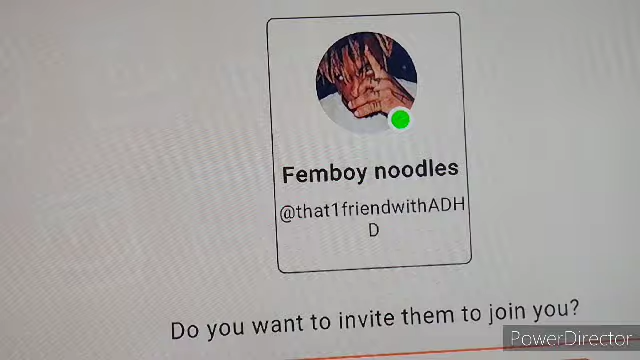 Femboy noodles
@that1friendwithADH
D
Do you want to invite them to join you?
PowerDirector